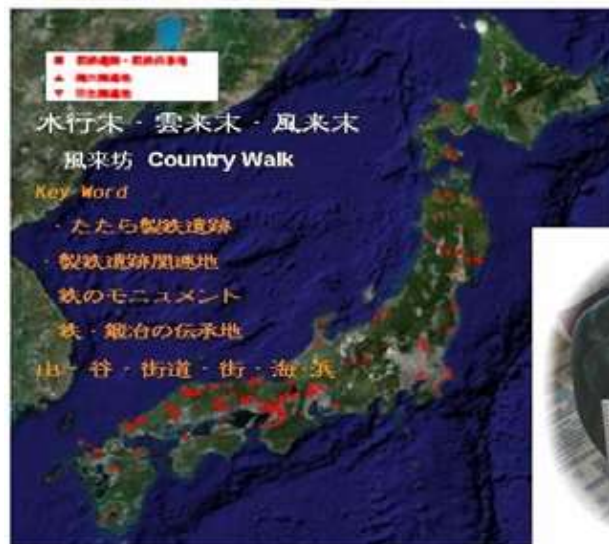 水行末・雲来末・風来末
風来坊 Country Walk
Key Word
・たたら製鉄遺跡
・製鉄遺跡関連地
鉄のモニュメント
鉄・鍛冶の伝承地
山・谷・街道・街・海・浜